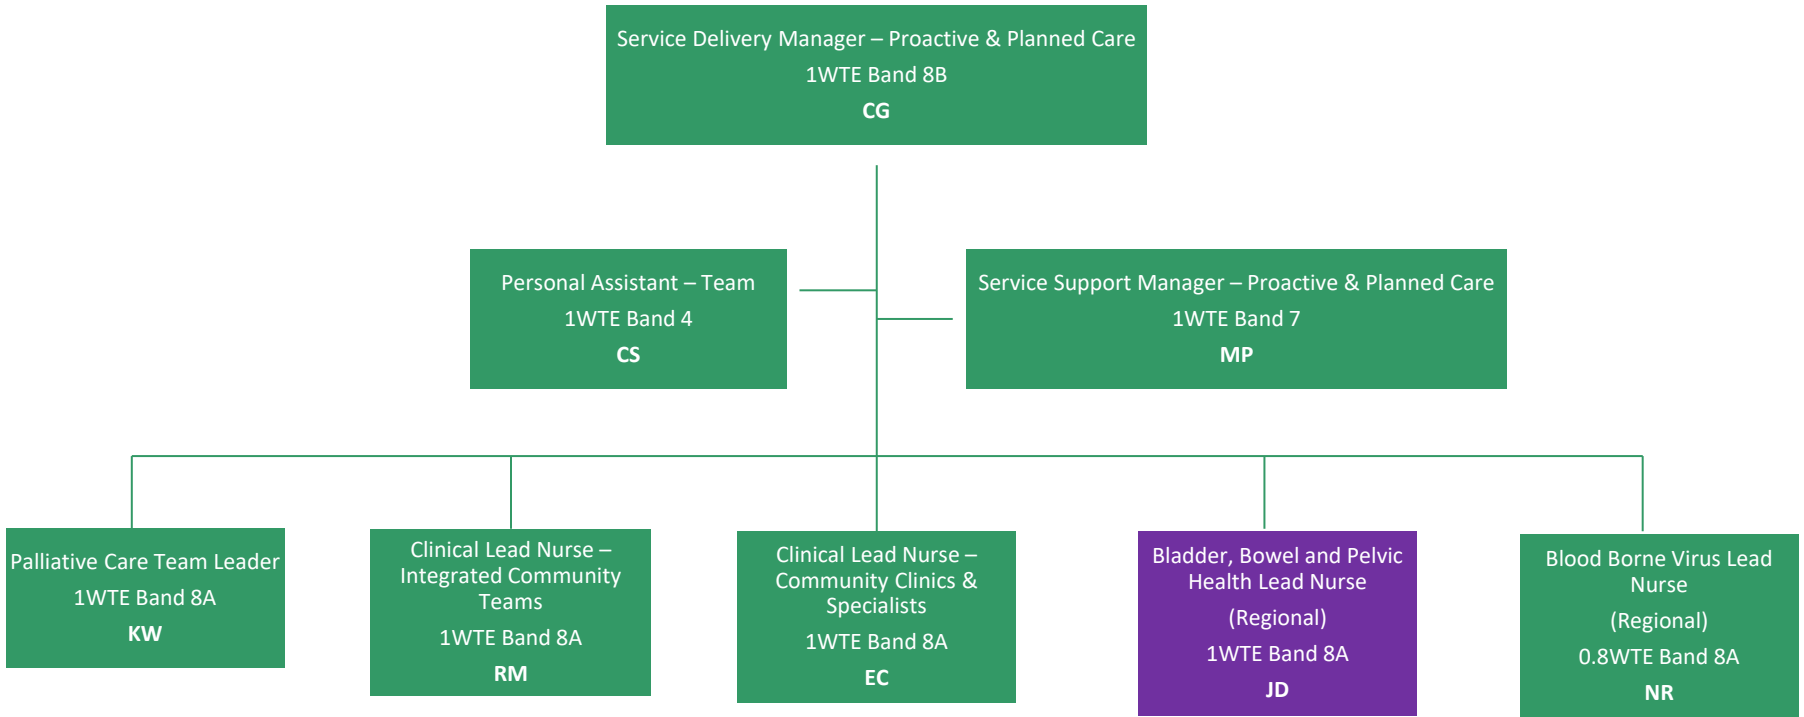 Service Delivery Manager – Proactive & Planned Care
1WTE Band 8B
CG
Personal Assistant – Team
1WTE Band 4
CS
Service Support Manager – Proactive & Planned Care
1WTE Band 7
MP
Palliative Care Team Leader
1WTE Band 8A
KW
Clinical Lead Nurse –
Integrated Community
Teams
1WTE Band 8A
RM
Clinical Lead Nurse –
Community Clinics &
Specialists
1WTE Band 8A
EC
Bladder, Bowel and Pelvic
Health Lead Nurse
(Regional)
1WTE Band 8A
JD
Blood Borne Virus Lead
Nurse
(Regional)
0.8WTE Band 8A
NR